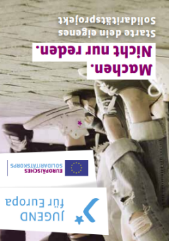 Machen.
Nicht nur reden.
Starte dein eigenes
Solidaritätsprojekt
EUROPÄISCHES
SOLIDARITÄTSKORPS
JUGEND
für Europa